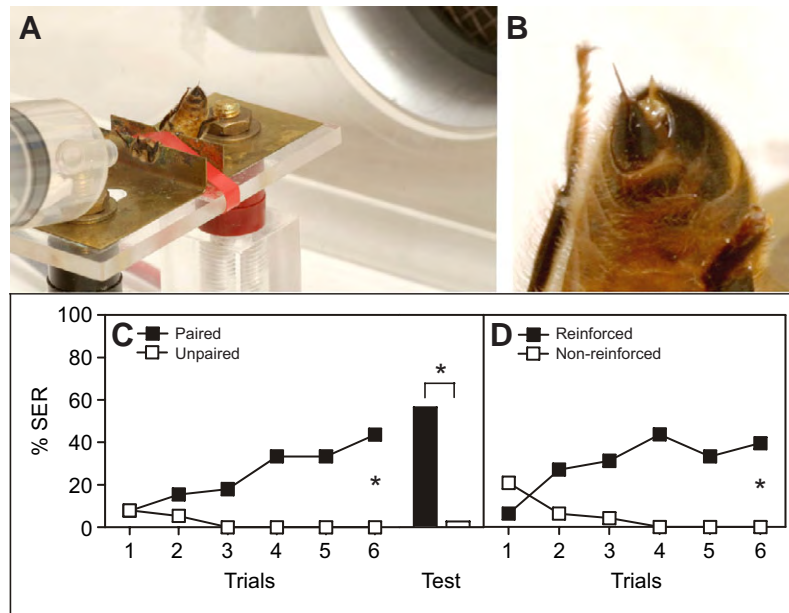 A
B
C
Paired
Unpaired
*
*
100
80
60
40
20
0
% SER
1 2 3 4 5 6
Trials
Test
D
Reinforced
Non-reinforced
*
1 2 3 4 5 6
Trials